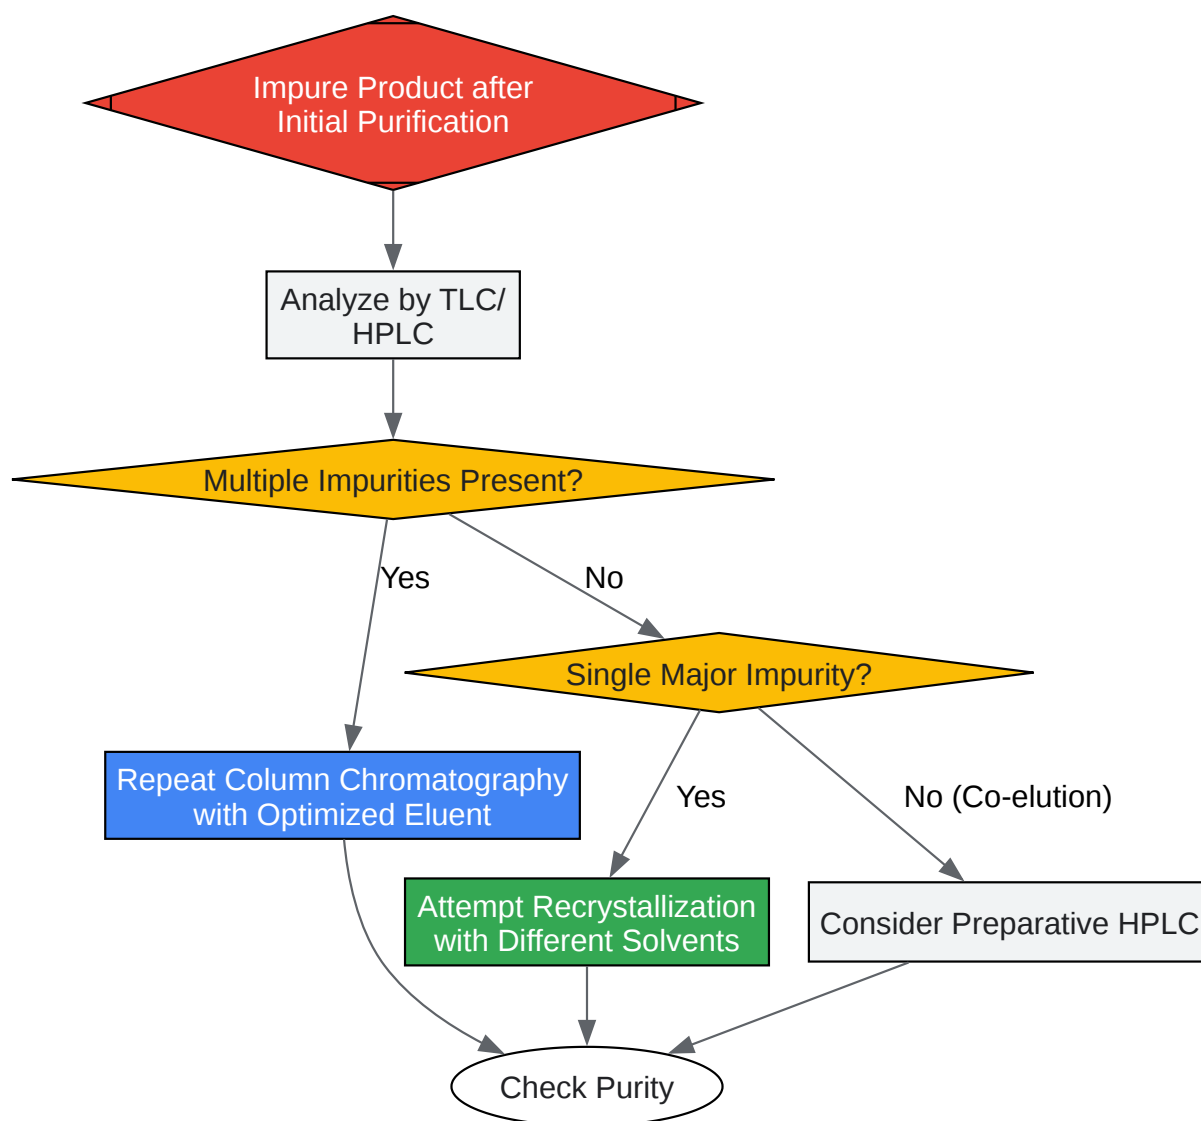 Impure Product after
Initial Purification
Analyze by TLC/
HPLC
Multiple Impurities Present?
Yes
No
Single Major Impurity?
Repeat Column Chromatography
with Optimized Eluent
Yes
No (Co-elution)
Attempt Recrystallization
with Different Solvents
Consider Preparative HPLC
Check Purity